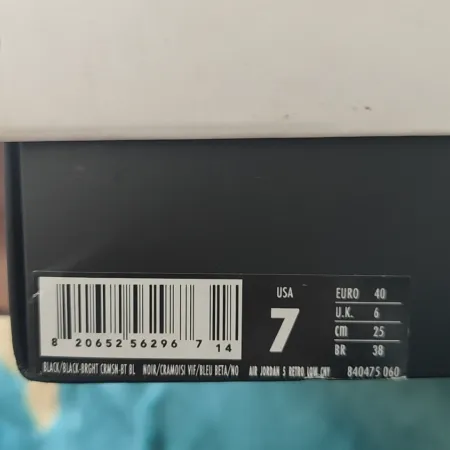 USA
7
EURO 40
U.K. 6
cm 25
BR 38
8 20652 56296 7 14
BLACK/BLACK-BRGHT CRMSN-BT BL NOIR/CRAMOISI VIF/BLEU BETA/NO AIR JORDAN 5 RETRO LOW CHY 840475 060